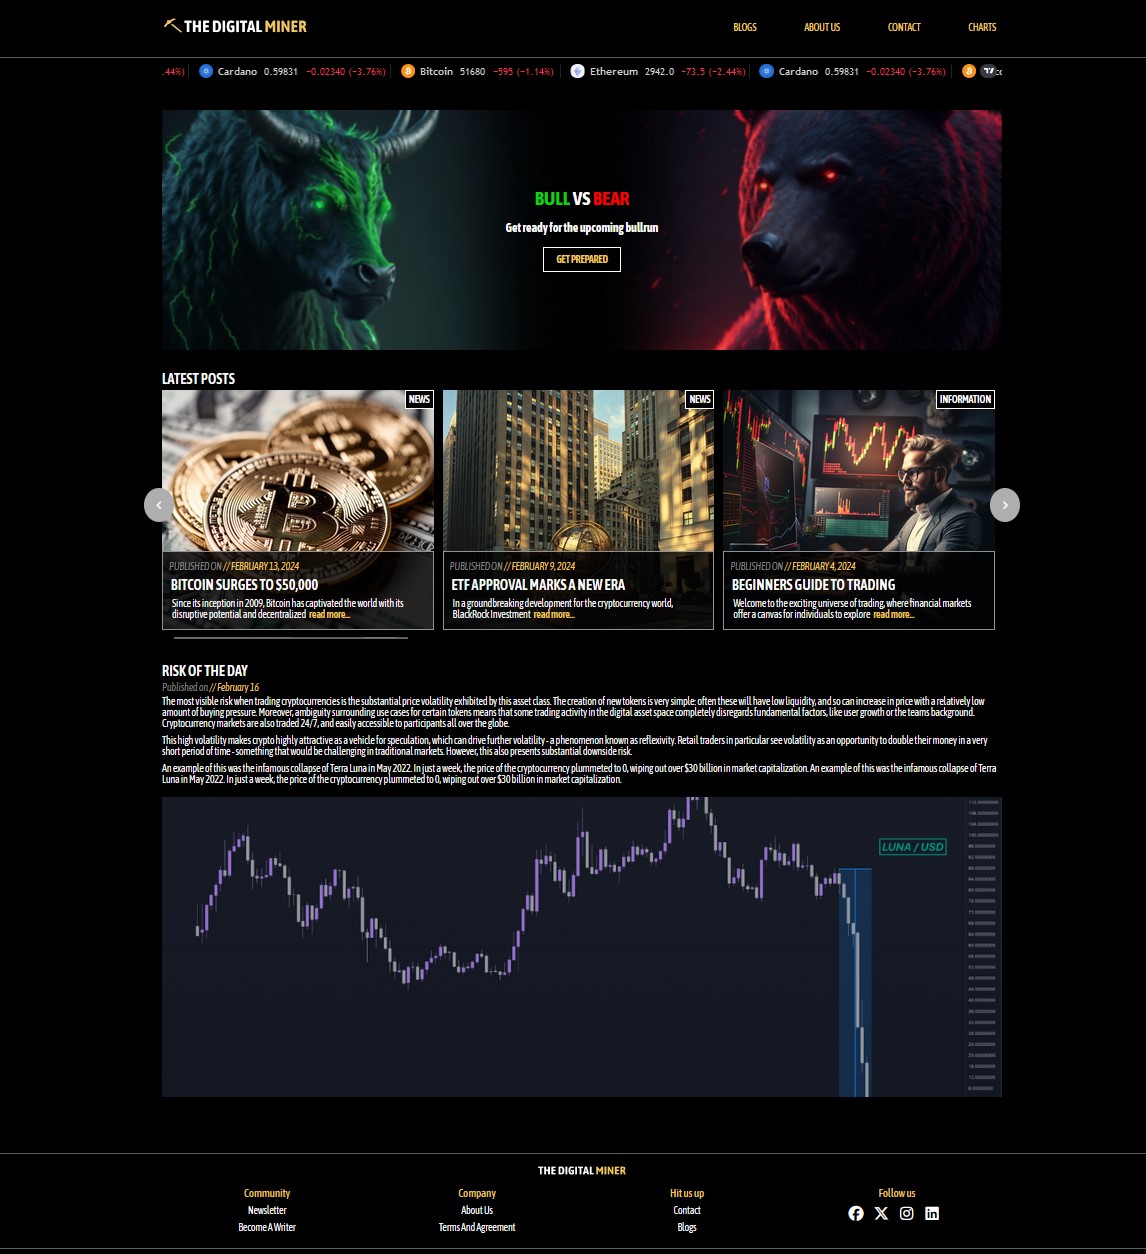 THE DIGITAL MINER
BLOGS ABOUT US CONTACT CHARTS
.44%) Cardano 0.59831 −0.02340 (−3.76%) Bitcoin 51680 −595 (−1.14%) Ethereum 2942.0 −73.5 (−2.44%) Cardano 0.59831 −0.02340 (−3.76%)
BULL VS BEAR
Get ready for the upcoming bullrun
GET PREPARED
LATEST POSTS
NEWS
PUBLISHED ON // FEBRUARY 13, 2024
BITCOIN SURGES TO $50,000
Since its inception in 2009, Bitcoin has captivated the world with its
disruptive potential and decentralized read more...
NEWS
PUBLISHED ON // FEBRUARY 9, 2024
ETF APPROVAL MARKS A NEW ERA
In a groundbreaking development for the cryptocurrency world,
BlackRock Investment read more...
INFORMATION
PUBLISHED ON // FEBRUARY 4, 2024
BEGINNERS GUIDE TO TRADING
Welcome to the exciting universe of trading, where financial markets
offer a canvas for individuals to explore read more...
RISK OF THE DAY
Published on // February 16
The most visible risk when trading cryptocurrencies is the substantial price volatility exhibited by this asset class. The creation of new tokens is very simple: often these will have low liquidity, and so can increase in price with a relatively low
amount of buying pressure. Moreover, ambiguity surrounding use cases for certain tokens means that some trading activity in the digital asset space completely disregards fundamental factors, like user growth or the teams background.
Cryptocurrency markets are also traded 24/7, and easily accessible to participants all over the globe.
This high volatility makes crypto highly attractive as a vehicle for speculation, which can drive further volatility - a phenomenon known as reflexivity. Retail traders in particular see volatility as an opportunity to double their money in a very
short period of time - something that would be challenging in traditional markets. However, this also presents substantial downside risk.
An example of this was the infamous collapse of Terra Luna in May 2022. In just a week, the price of the cryptocurrency plummeted to 0, wiping out over $30 billion in market capitalization. An example of this was the infamous collapse of Terra
Luna in May 2022. In just a week, the price of the cryptocurrency plummeted to 0, wiping out over $30 billion in market capitalization.
LUNA / USD
THE DIGITAL MINER
Community Company Hit us up Follow us
Newsletter About Us Contact
Become A Writer Terms And Agreement Blogs